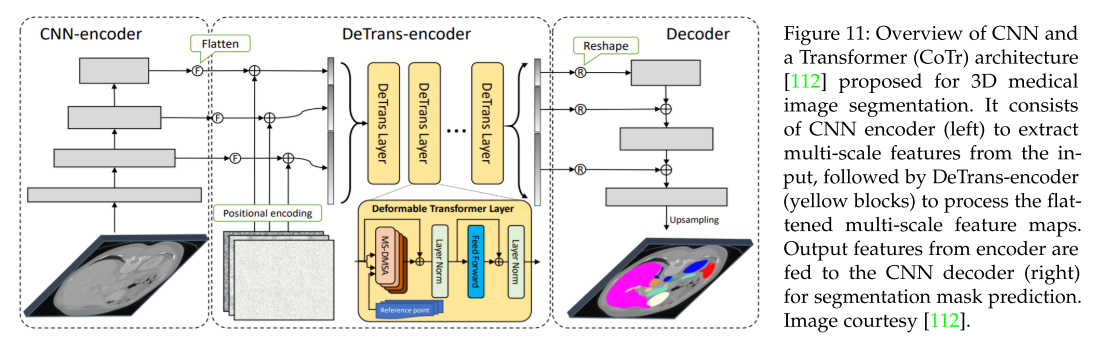 CNN-encoder
Flatten
F
F
F
DeTrans-encoder
DeTrans Layer
DeTrans Layer
...
DeTrans Layer
Positional encoding
Deformable Transformer Layer
MS-DMSA
Layer Norm
Feed Forward
Layer Norm
Reference point
Reshape
Decoder
R
R
R
Upsampling
Figure 11: Overview of CNN and
a Transformer (CoTr) architecture
[112] proposed for 3D medical
image segmentation. It consists
of CNN encoder (left) to extract
multi-scale features from the in-
put, followed by DeTrans-encoder
(yellow blocks) to process the flat-
tened multi-scale feature maps.
Output features from encoder are
fed to the CNN decoder (right)
for segmentation mask prediction.
Image courtesy [112].